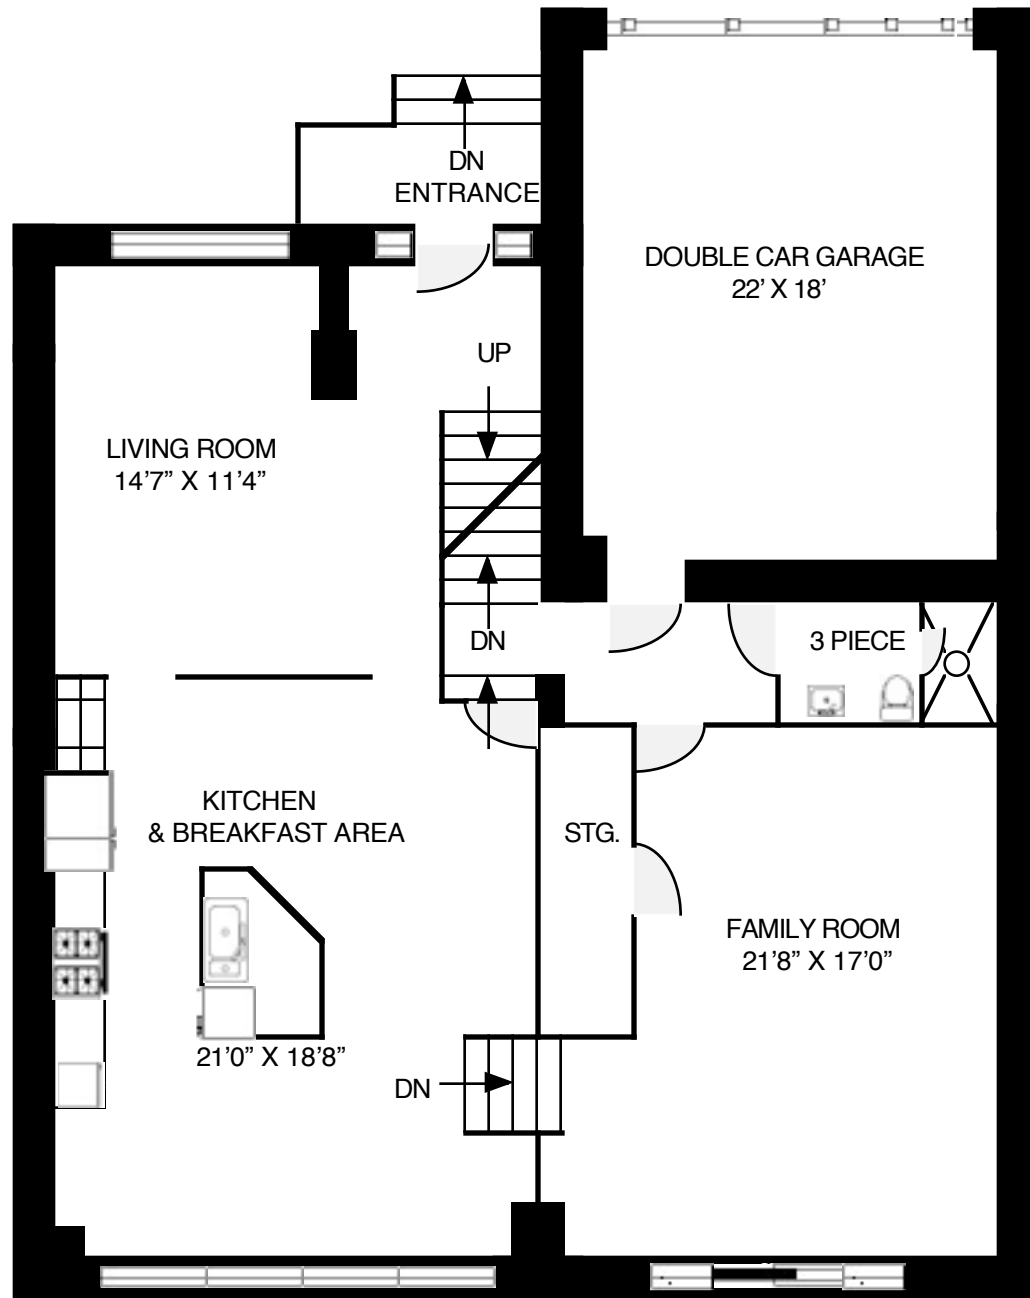 DN
ENTRANCE
DOUBLE CAR GARAGE
22’ X 18’
UP
LIVING ROOM
14’7” X 11’4”
DN
3 PIECE
KITCHEN
& BREAKFAST AREA
STG.
FAMILY ROOM
21’8” X 17’0”
21’0” X 18’8”
DN